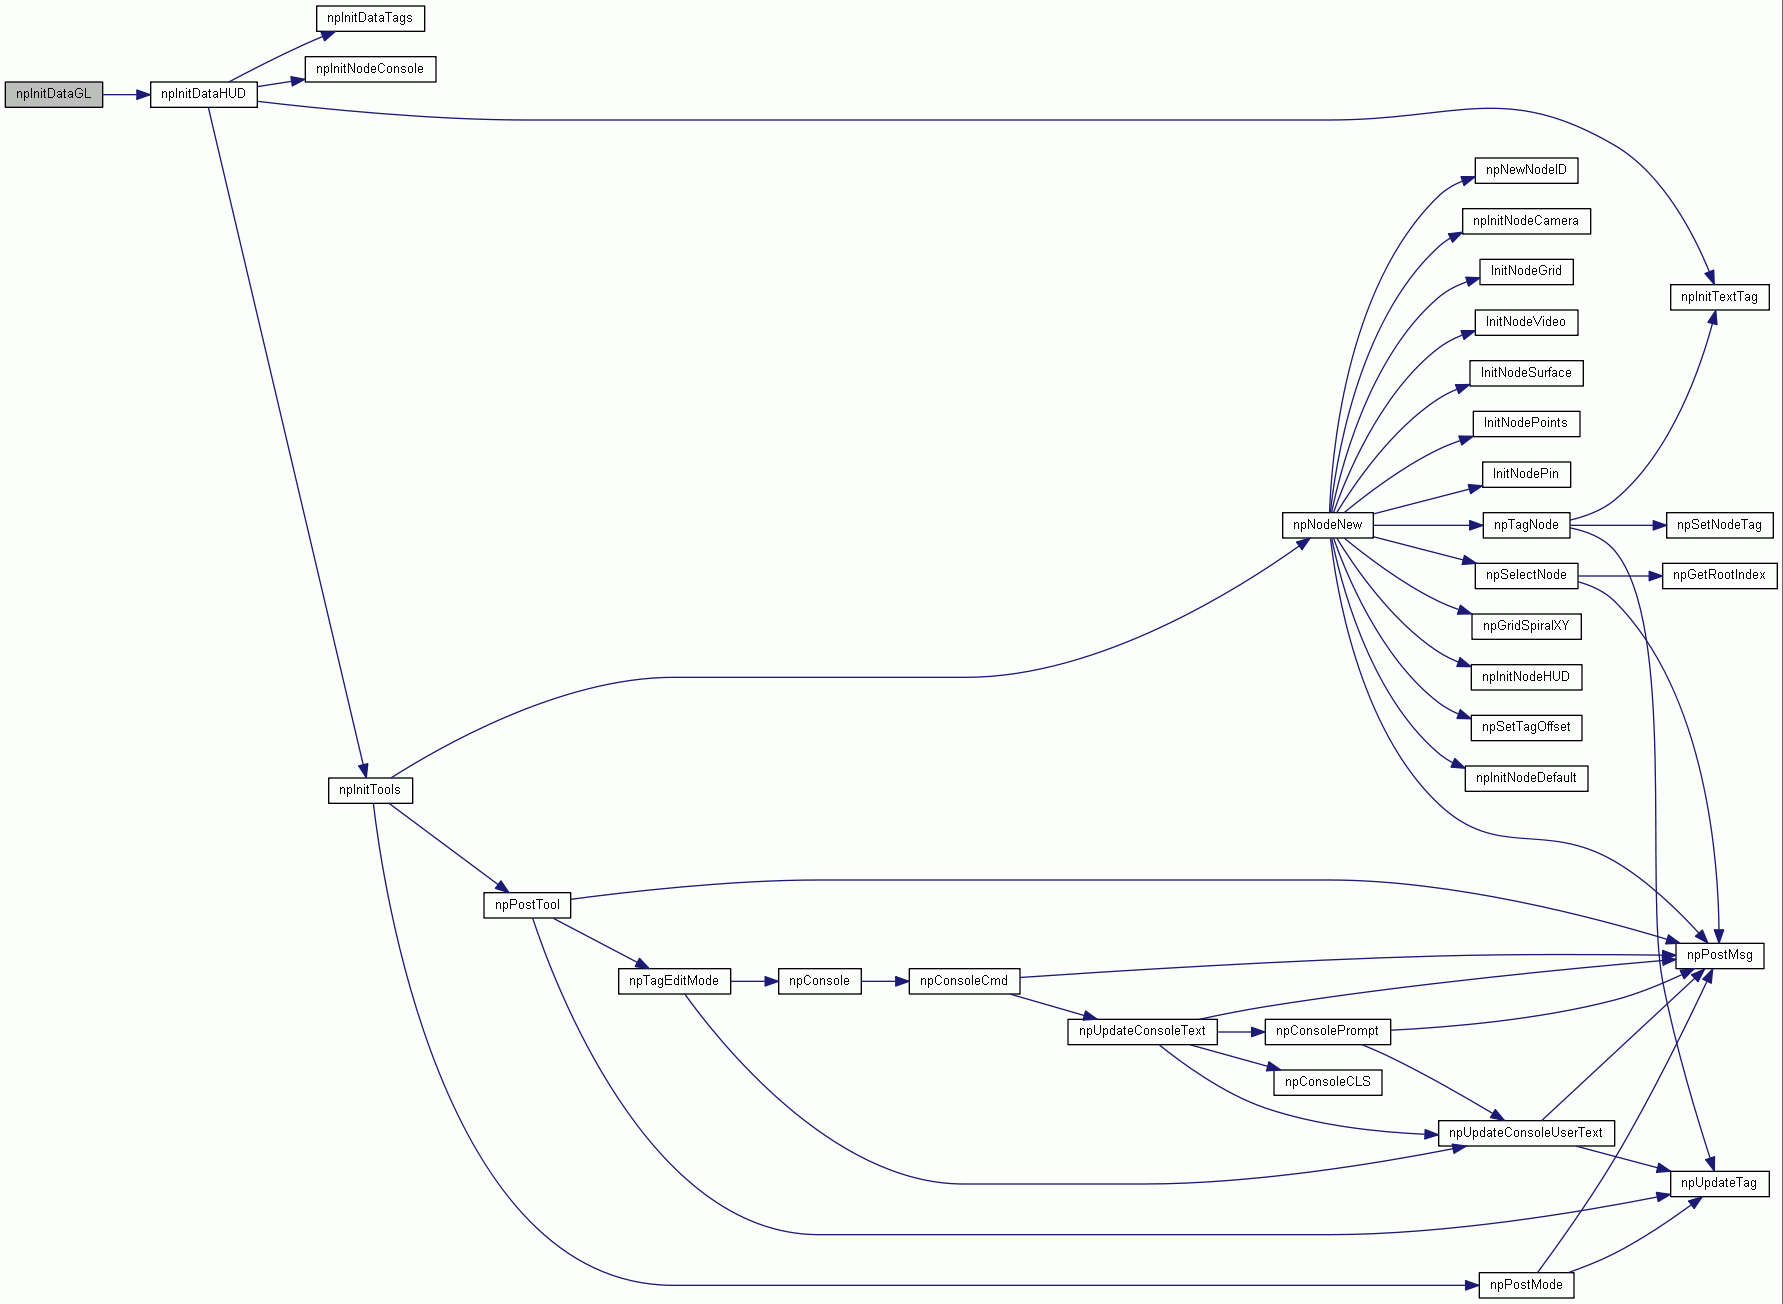 npInitDataTags
npInitNodeConsole
npInitDataGL
npInitDataHUD
npNewNodeID
npInitNodeCamera
InitNodeGrid
npInitTextTag
InitNodeVideo
InitNodeSurface
InitNodePoints
InitNodePin
npNodeNew
npTagNode
npSetNodeTag
npSelectNode
npGetRootIndex
npGridSpiralXY
npInitNodeHUD
npSetTagOffset
npInitNodeDefault
npInitTools
npPostTool
npPostMsg
npTagEditMode
npConsole
npConsoleCmd
npUpdateConsoleText
npConsolePrompt
npConsoleCLS
npUpdateConsoleUserText
npUpdateTag
npPostMode